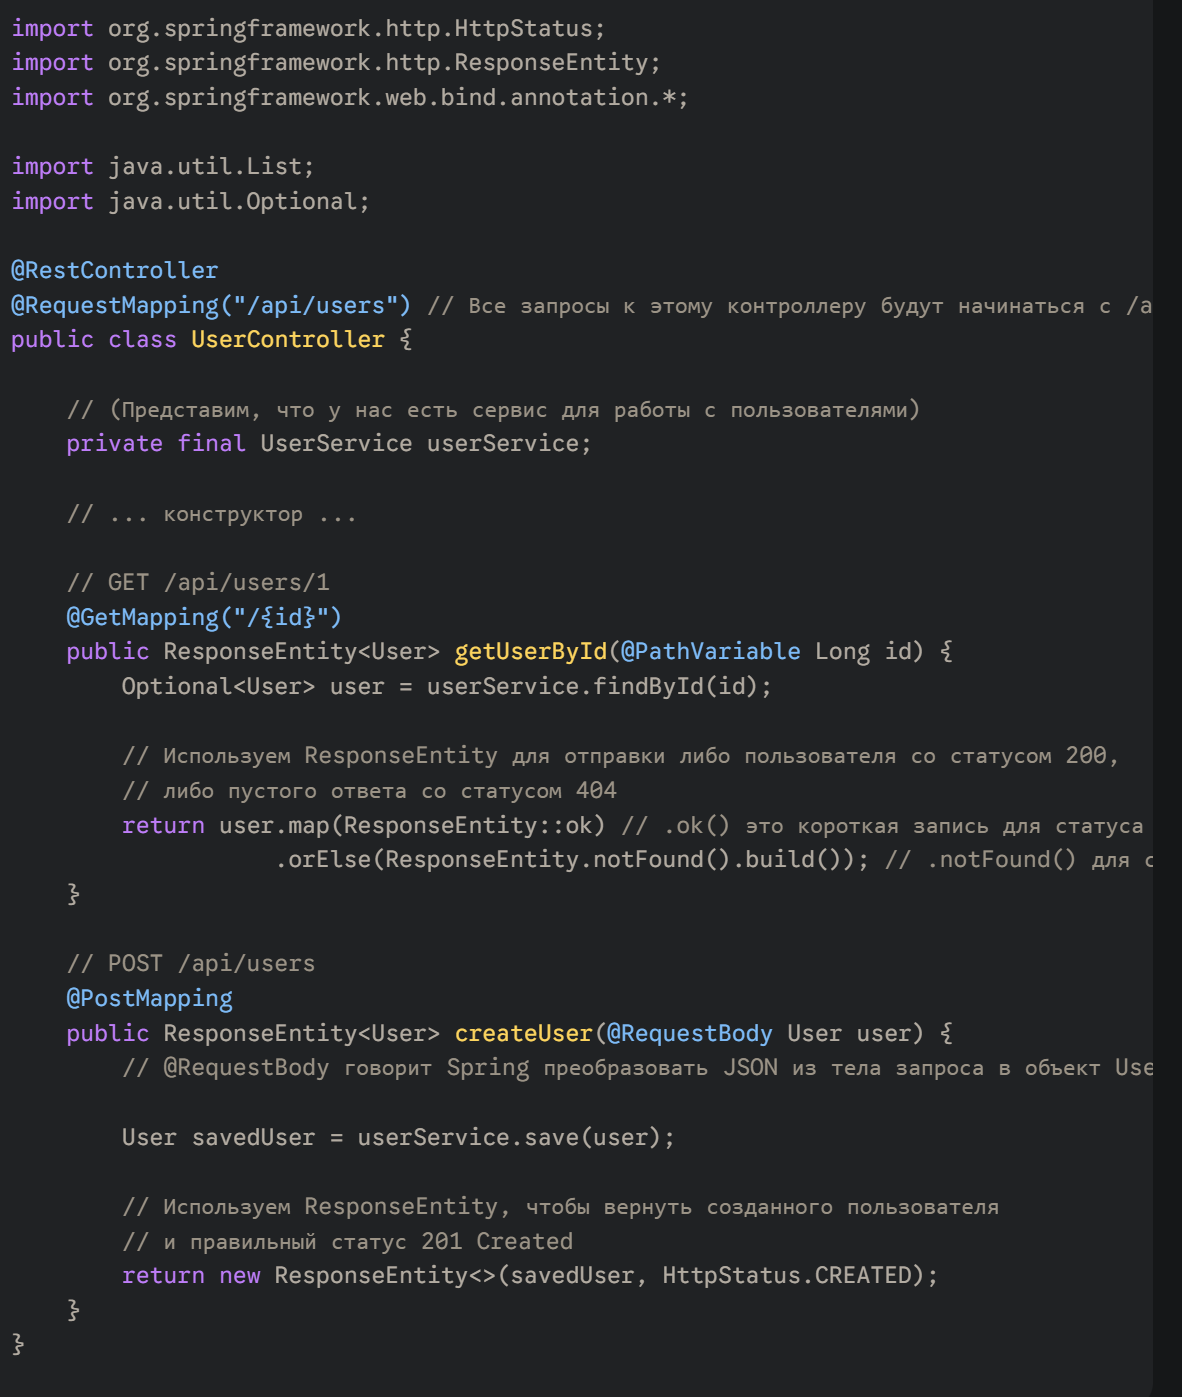 import org.springframework.http.HttpStatus;
import org.springframework.http.ResponseEntity;
import org.springframework.web.bind.annotation.*;

import java.util.List;
import java.util.Optional;

@RestController
@RequestMapping("/api/users") // Все запросы к этому контроллеру будут начинаться с /a
public class UserController {

    // (Представим, что у нас есть сервис для работы с пользователями)
    private final UserService userService;

    // ... конструктор ...

    // GET /api/users/1
    @GetMapping("/{id}")
    public ResponseEntity<User> getUserById(@PathVariable Long id) {
        Optional<User> user = userService.findById(id);

        // Используем ResponseEntity для отправки либо пользователя со статусом 200,
        // либо пустого ответа со статусом 404
        return user.map(ResponseEntity::ok) // .ok() это короткая запись для статуса
                   .orElse(ResponseEntity.notFound().build()); // .notFound() для с
    }

    // POST /api/users
    @PostMapping
    public ResponseEntity<User> createUser(@RequestBody User user) {
        // @RequestBody говорит Spring преобразовать JSON из тела запроса в объект Use

        User savedUser = userService.save(user);

        // Используем ResponseEntity, чтобы вернуть созданного пользователя
        // и правильный статус 201 Created
        return new ResponseEntity<>(savedUser, HttpStatus.CREATED);
    }
}